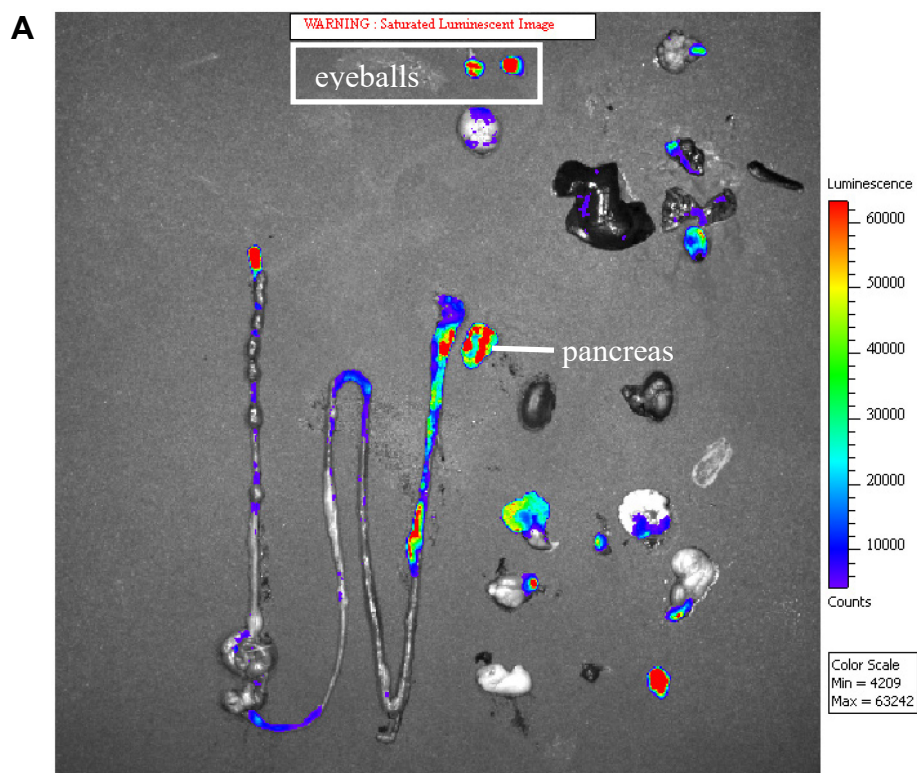 A
WARNING : Saturated Luminescent Image
eyeballs
pancreas
Luminescence
60000
50000
40000
30000
20000
10000
Counts
Color Scale
Min = 4209
Max = 63242